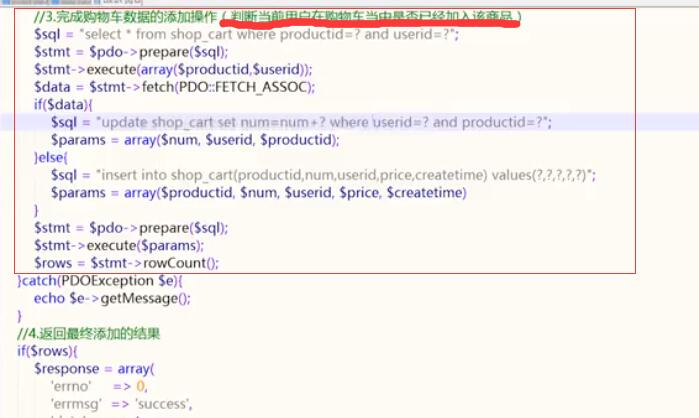 //3.完成购物车数据的添加操作（判断当前用户在购物车当中是否已经加入该商品）
$sql = "select * from shop_cart where productid=? and userid=?";
$stmt = $pdo->prepare($sql);
$stmt->execute(array($productid,$userid));
$data = $stmt->fetch(PDO::FETCH_ASSOC);
if($data){
$sql = "update shop_cart set num=num+? where userid=? and productid=?";
$params = array($num, $userid, $productid);
}else{
$sql = "insert into shop_cart(productid,num,userid,price,createtime) values(?,?,?,?,?)";
$params = array($productid, $num, $userid, $price, $createtime)
}
$stmt = $pdo->prepare($sql);
$stmt->execute($params);
$rows = $stmt->rowCount();
}catch(PDOException $e){
echo $e->getMessage();
}
//4.返回最终添加的结果
if($rows){
$response = array(
'errno' => 0,
'errmsg' => 'success',